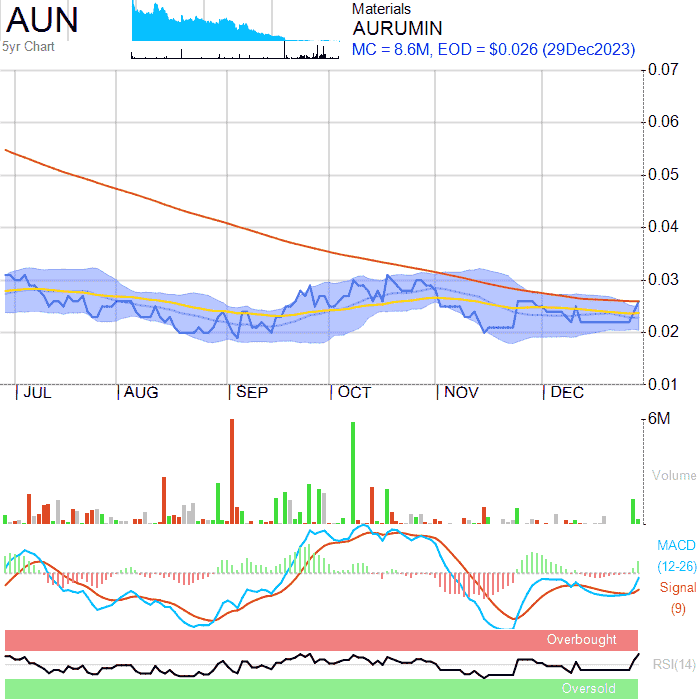 AUN
5yr Chart
Materials
AURUMIN
MC = 8.6M, EOD = $0.026 (29Dec2023)
0.07
0.06
0.05
0.04
0.03
0.02
0.01
JUL AUG SEP OCT NOV DEC
6M
Volume
MACD
(12-26)
Signal
(9)
Overbought
RSI(14)
Oversold